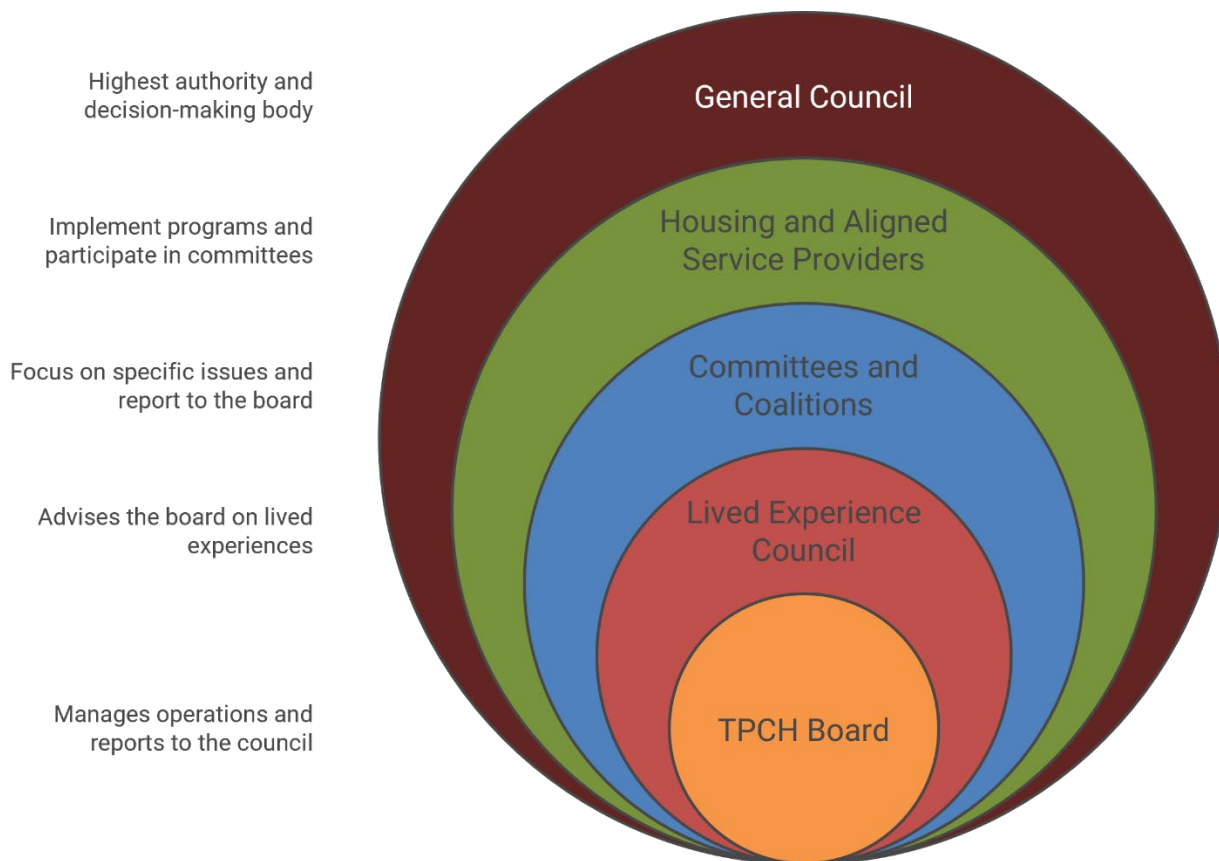 Highest authority and
decision-making body
General Council
Implement programs and
participate in committees
Housing and Aligned
Service Providers
Focus on specific issues and
report to the board
Committees and
Coalitions
Advises the board on lived
experiences
Lived Experience
Council
Manages operations and
reports to the council
TPCH Board